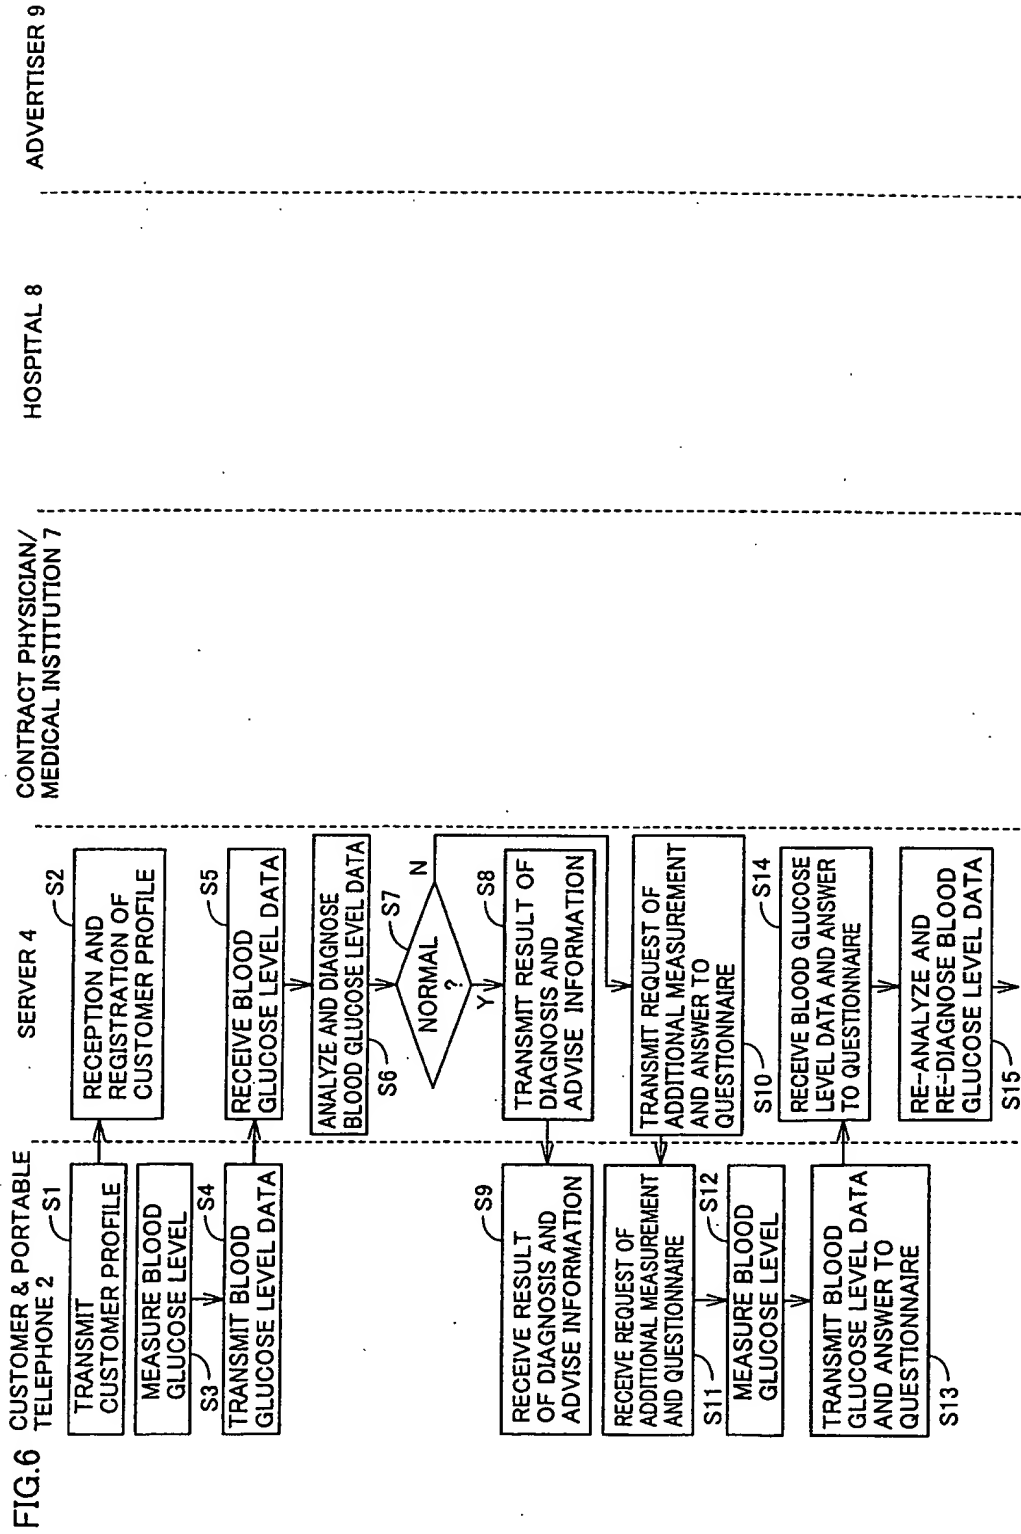 FIG.6
CUSTOMER & PORTABLE
TELEPHONE 2
SERVER 4
CONTRACT PHYSICIAN/
MEDICAL INSTITUTION 7
HOSPITAL 8
ADVERTISER 9
S1
TRANSMIT
CUSTOMER PROFILE
S2
RECEPTION AND
REGISTRATION OF
CUSTOMER PROFILE
MEASURE BLOOD
GLUCOSE LEVEL
S3
S4
TRANSMIT BLOOD
GLUCOSE LEVEL DATA
S5
RECEIVE BLOOD
GLUCOSE LEVEL DATA
ANALYZE AND DIAGNOSE
BLOOD GLUCOSE LEVEL DATA
S6
S7
NORMAL
?
N
Y
S8
TRANSMIT RESULT OF
DIAGNOSIS AND
ADVISE INFORMATION
S9
RECEIVE RESULT
OF DIAGNOSIS AND
ADVISE INFORMATION
TRANSMIT REQUEST OF
ADDITIONAL MEASUREMENT
AND ANSWER TO
QUESTIONNAIRE
S10
RECEIVE REQUEST OF
ADDITIONAL MEASUREMENT
AND QUESTIONNAIRE
S11
S12
MEASURE BLOOD
GLUCOSE LEVEL
TRANSMIT BLOOD
GLUCOSE LEVEL DATA
AND ANSWER TO
QUESTIONNAIRE
S13
S14
RECEIVE BLOOD GLUCOSE
LEVEL DATA AND ANSWER
TO QUESTIONNAIRE
RE-ANALYZE AND
RE-DIAGNOSE BLOOD
GLUCOSE LEVEL DATA
S15